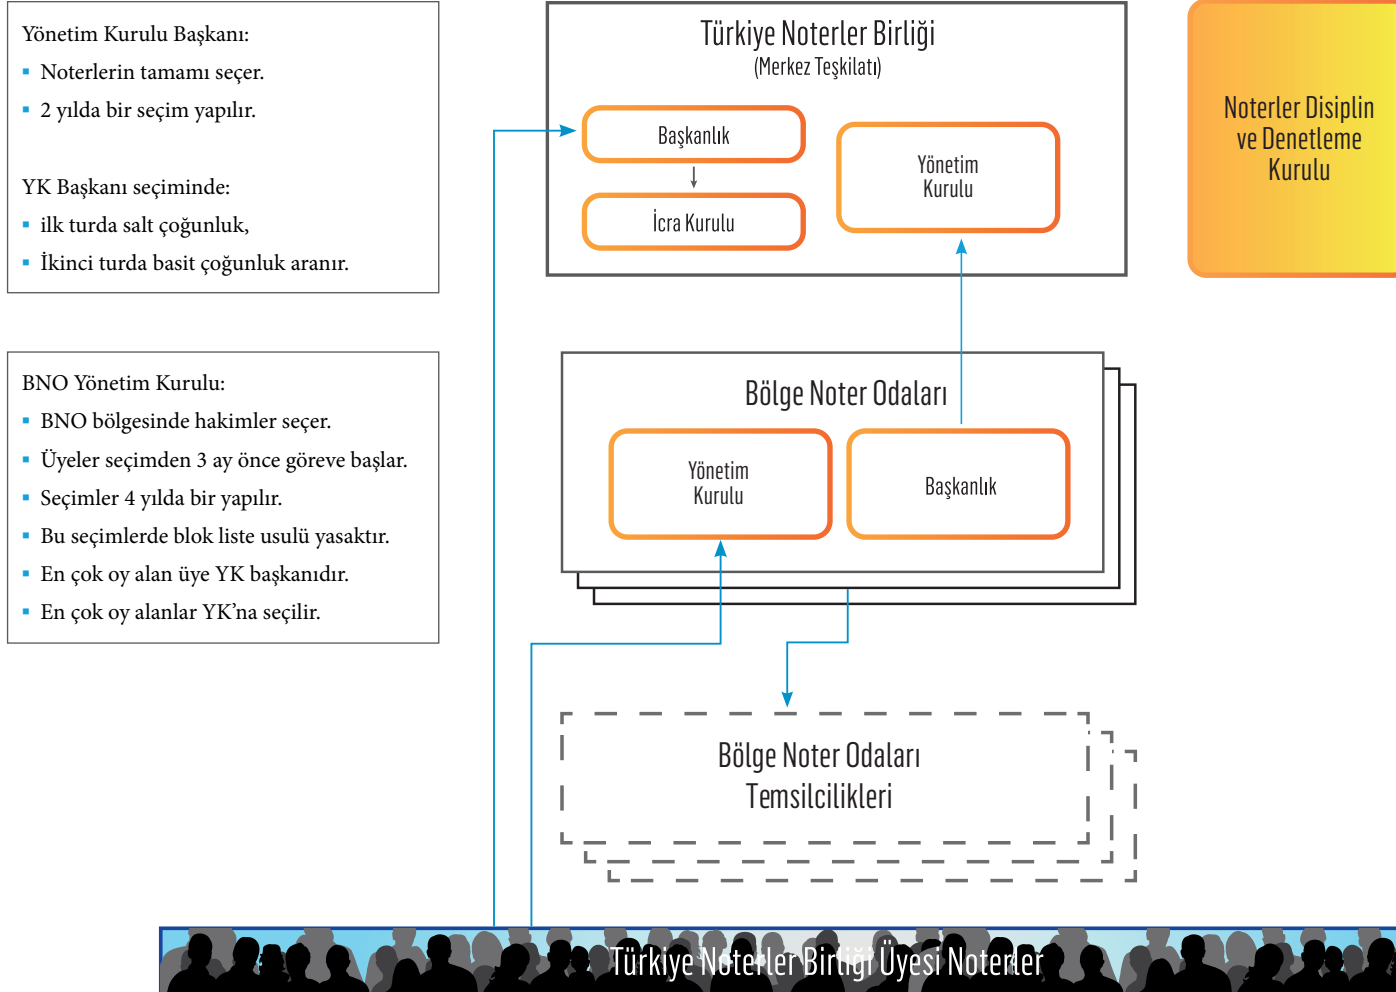 Yönetim Kurulu Başkanı:
▪ Noterlerin tamamı seçer.
▪ 2 yılda bir seçim yapılır.
YK Başkanı seçiminde:
▪ ilk turda salt çoğunluk,
▪ İkinci turda basit çoğunluk aranır.
BNO Yönetim Kurulu:
▪ BNO bölgesinde hakimler seçer.
▪ Üyeler seçimden 3 ay önce göreve başlar.
▪ Seçimler 4 yılda bir yapılır.
▪ Bu seçimlerde blok liste usulü yasaktır.
▪ En çok oy alan üye YK başkanıdır.
▪ En çok oy alanlar YK’na seçilir.
Türkiye Noterler Birliği
(Merkez Teşkilatı)
Başkanlık
İcra Kurulu
Yönetim
Kurulu
Noterler Disiplin
ve Denetleme
Kurulu
Bölge Noter Odaları
Yönetim
Kurulu
Başkanlık
Bölge Noter Odaları
Temsilcilikleri
Türkiye Noterler Birliği Üyesi Noterler